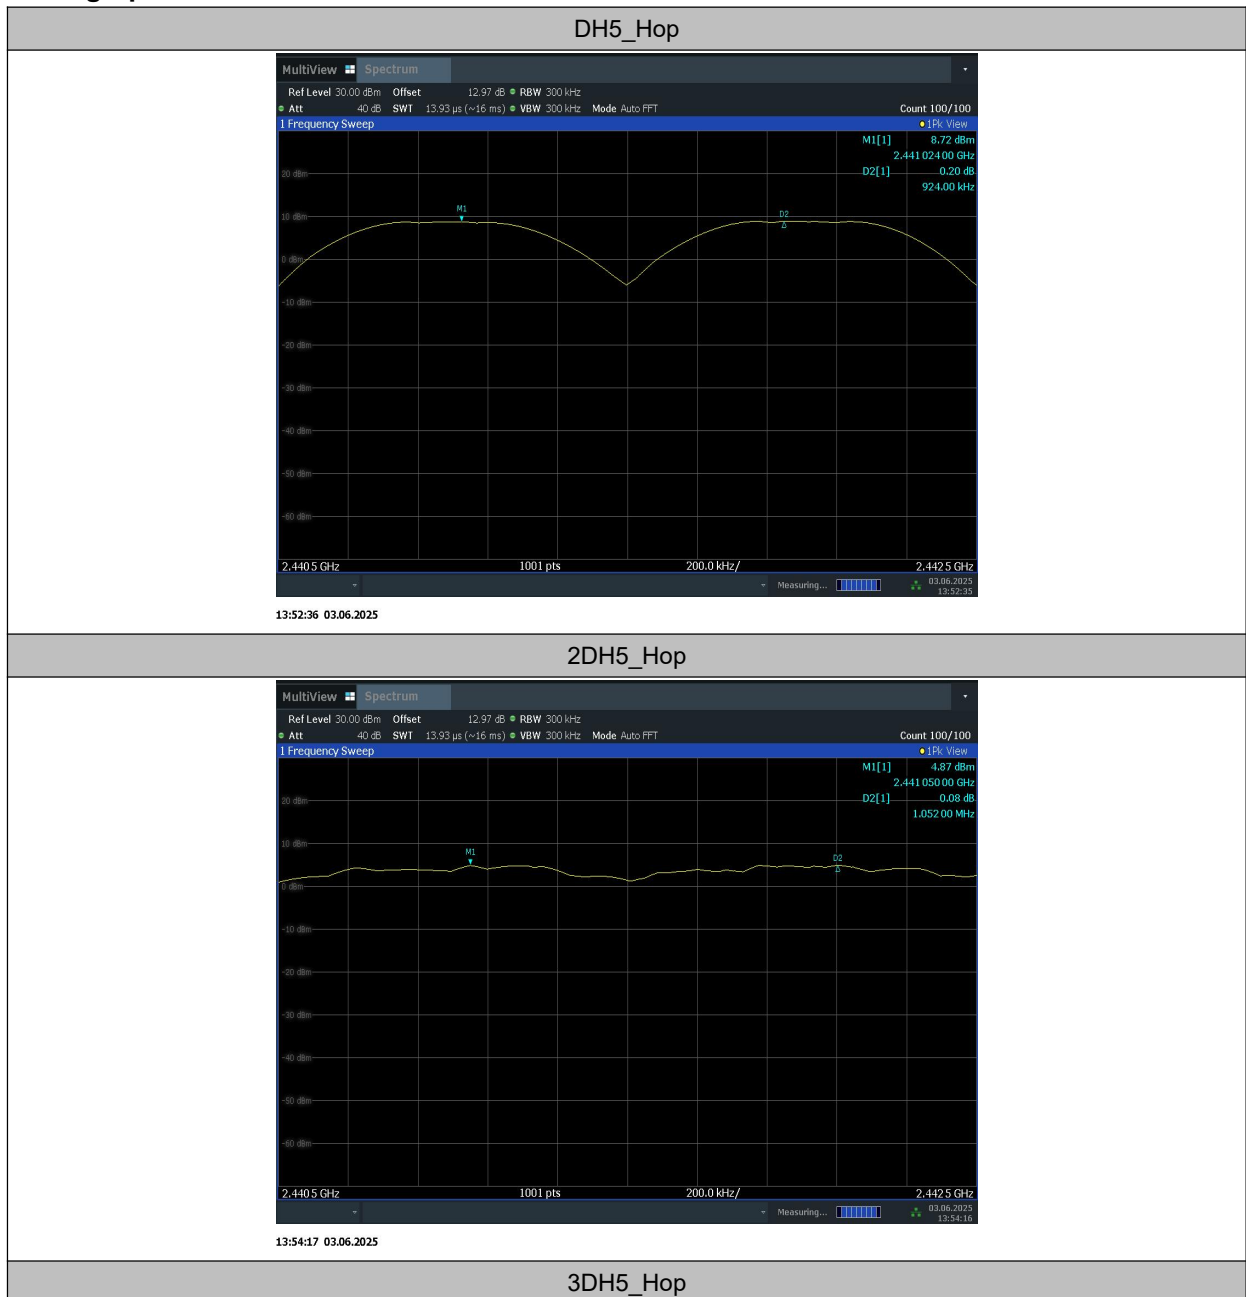 DH5_Hop
MultiView Spectrum
Ref Level 30.00 dBm Offset 12.97 dB RBW 300 kHz
Att 40 dB SWT 13.93 µs (~16 ms) VBW 300 kHz Mode Auto FFT Count 100/100
1 Frequency Sweep 1Pk View
M1[1] 8.72 dBm
2.441 024 00 GHz
20 dBm D2[1] 0.20 dB
924.00 kHz
M1
10 dBm D2
0 dBm
-10 dBm
-20 dBm
-30 dBm
-40 dBm
-50 dBm
-60 dBm
2.4405 GHz 1001 pts 200.0 kHz/ 2.4425 GHz
Measuring... 03.06.2025
13:52:35
13:52:36 03.06.2025
2DH5_Hop
MultiView Spectrum
Ref Level 30.00 dBm Offset 12.97 dB RBW 300 kHz
Att 40 dB SWT 13.93 µs (~16 ms) VBW 300 kHz Mode Auto FFT Count 100/100
1 Frequency Sweep 1Pk View
M1[1] 4.87 dBm
2.441 050 00 GHz
20 dBm D2[1] 0.08 dB
1.052 00 MHz
10 dBm
M1 D2
0 dBm
-10 dBm
-20 dBm
-30 dBm
-40 dBm
-50 dBm
-60 dBm
2.4405 GHz 1001 pts 200.0 kHz/ 2.4425 GHz
Measuring... 03.06.2025
13:54:16
13:54:17 03.06.2025
3DH5_Hop